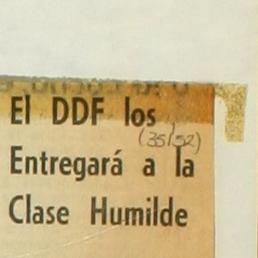 El DDF los
(35/52)
Entregará a la
Clase Humilde